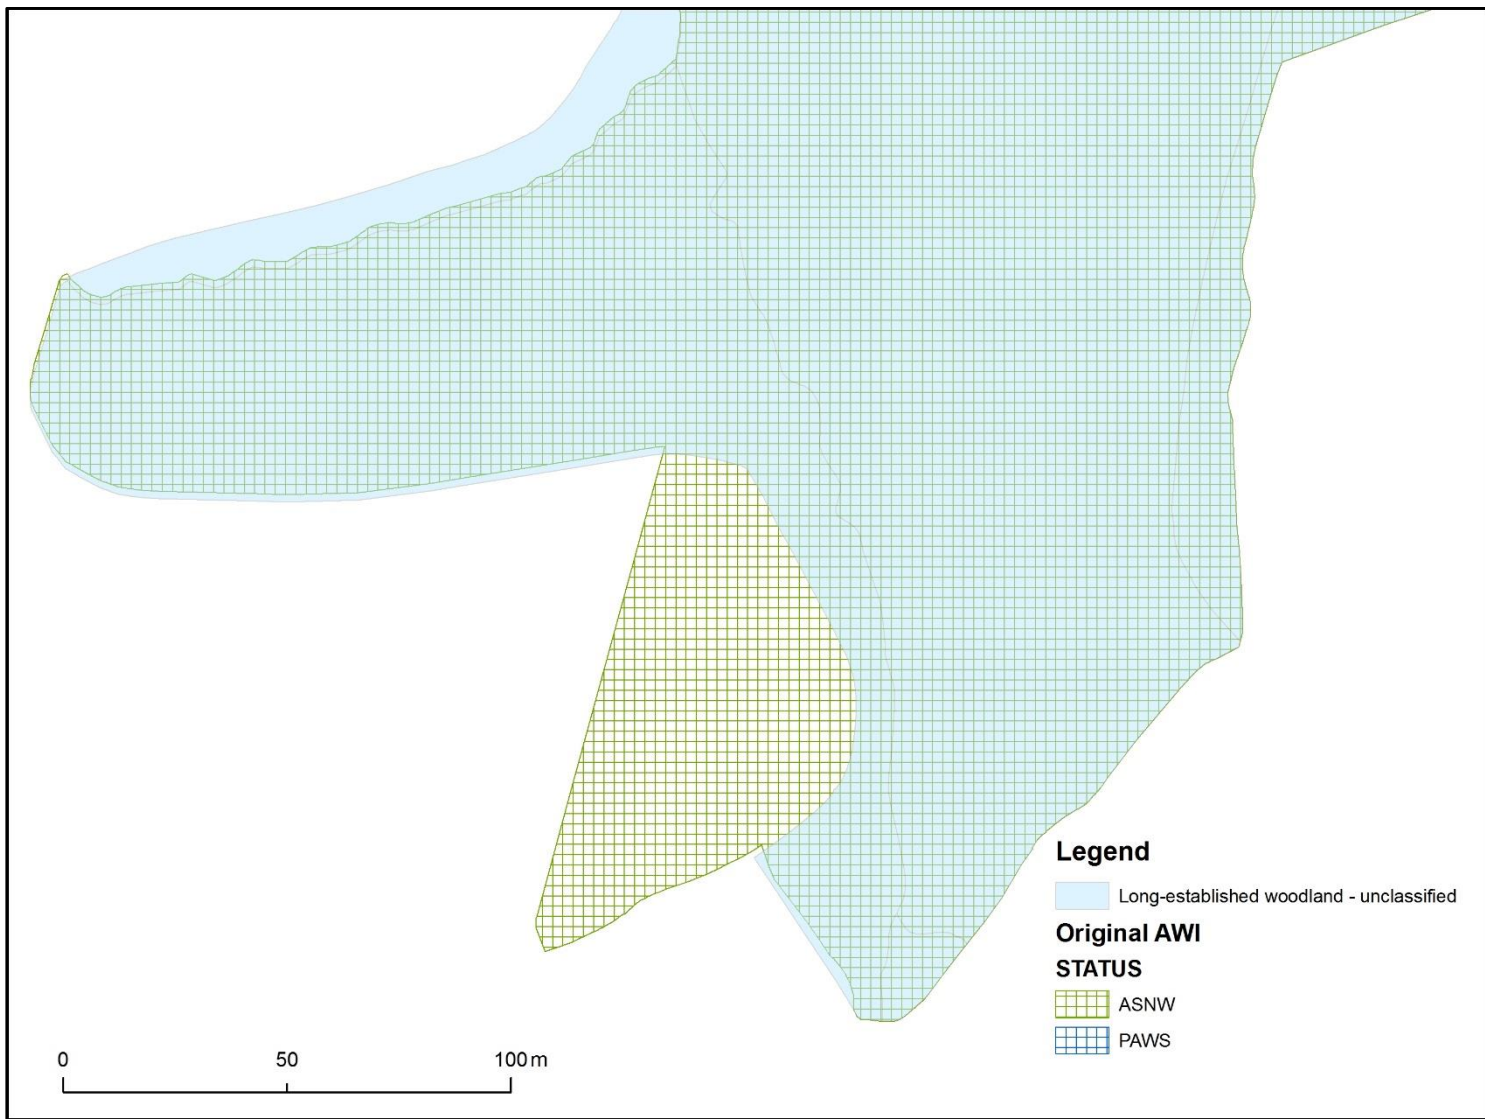 Legend
Long-established woodland - unclassified
Original AWI
STATUS
ASNW
PAWS
0 50 100 m